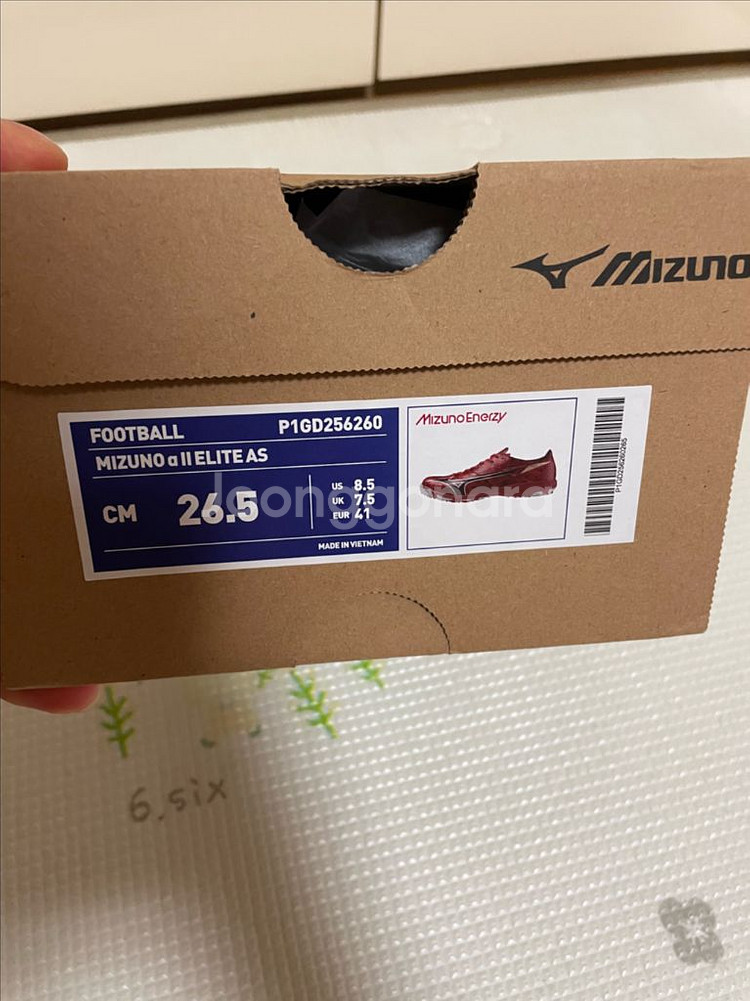 MIZUNO
FOOTBALL P1GD256260
MIZUNO α II ELITE AS
CM 26.5
US 8.5
UK 7.5
EUR 41
MADE IN VIETNAM
MizunoEnerzy
P1GD256260265
Joonggonara
6.six